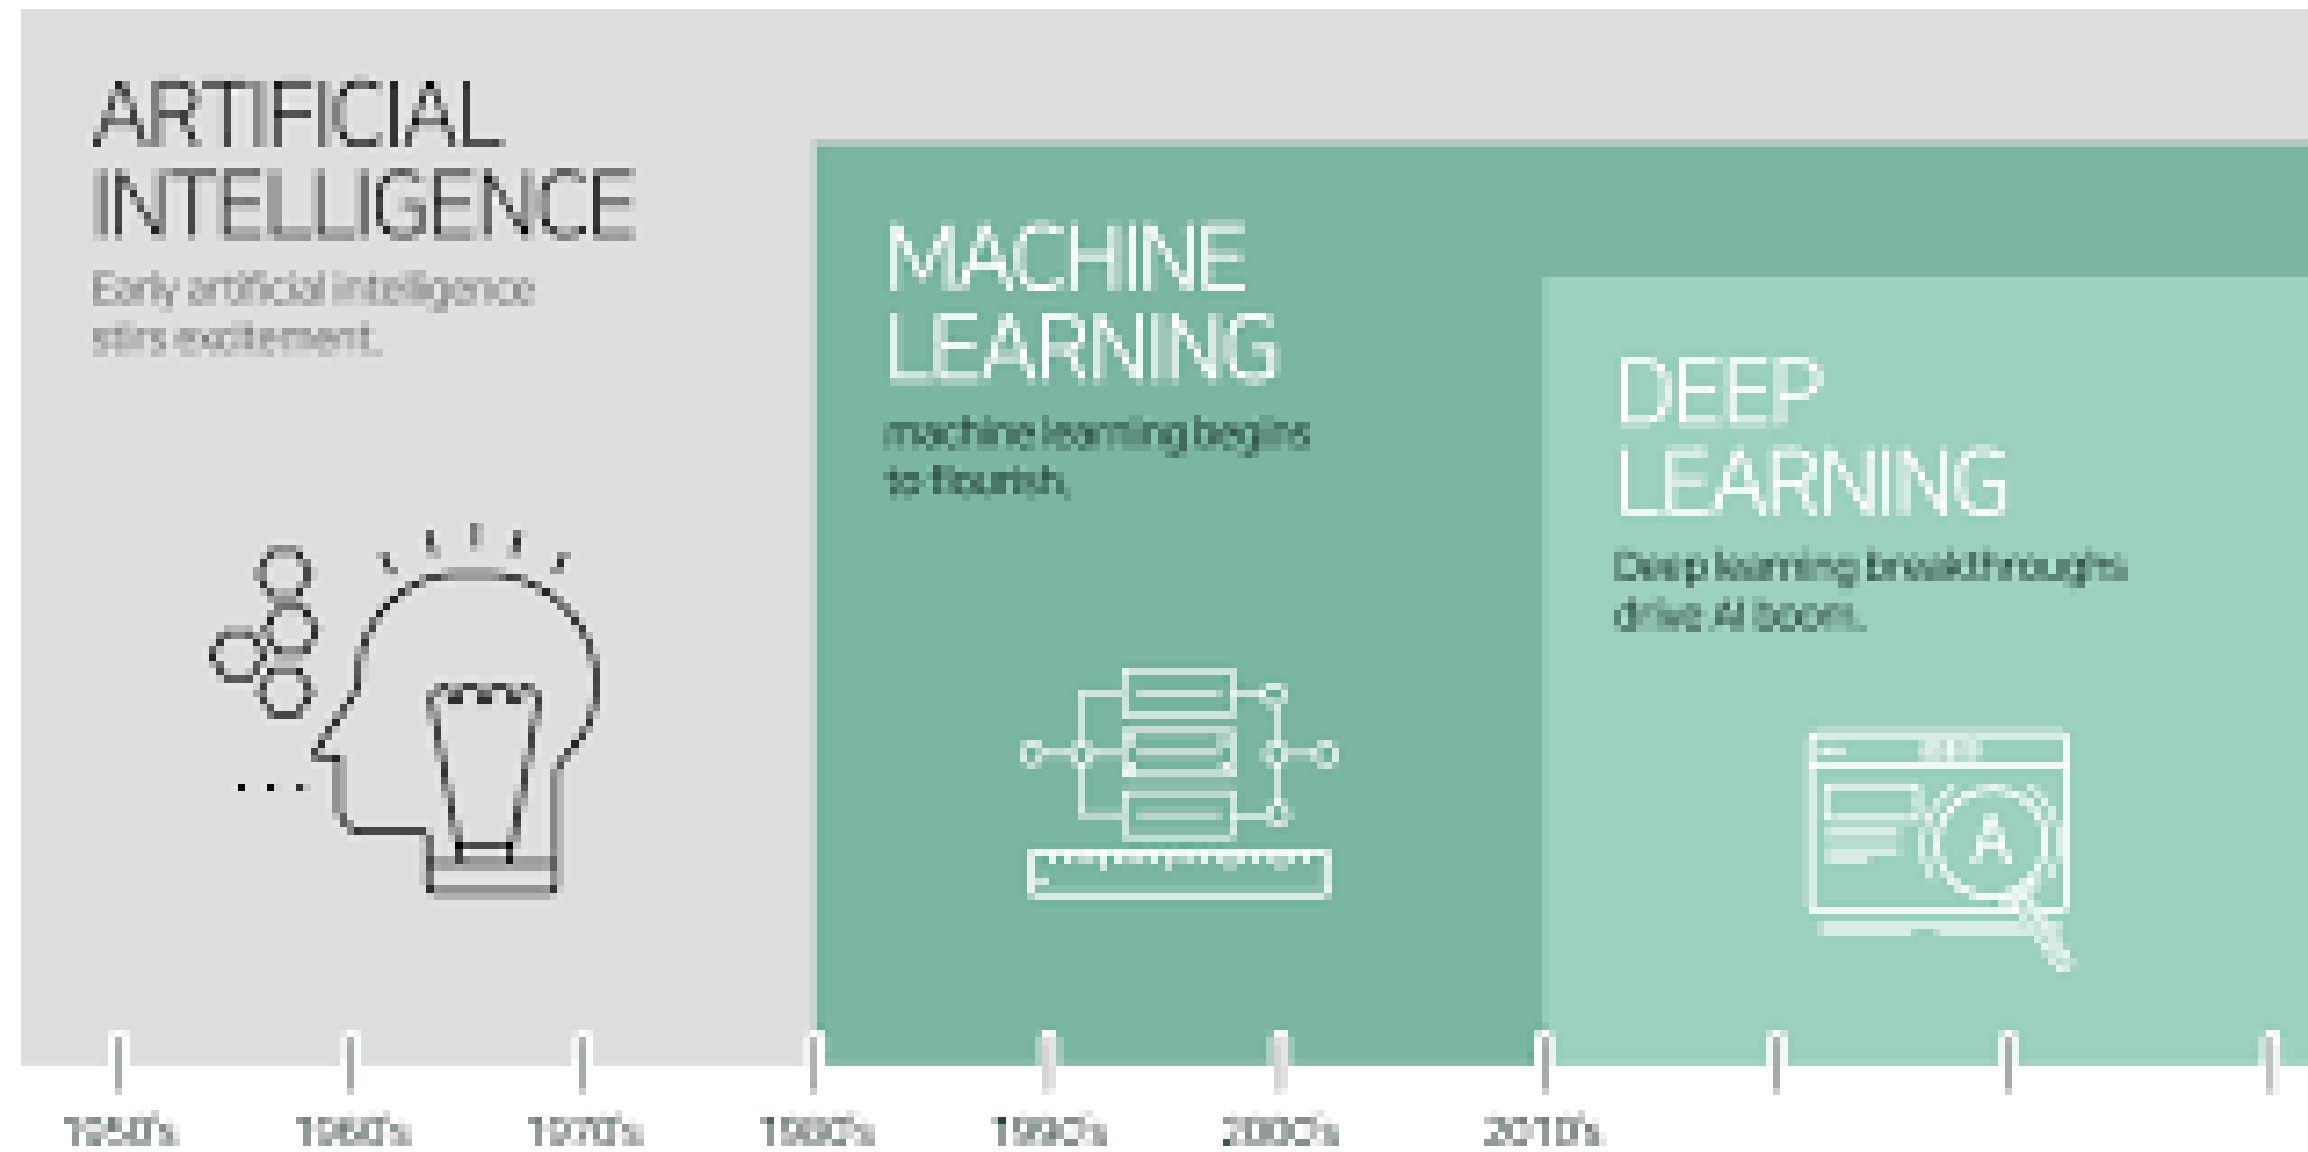 ARTIFICIAL
INTELLIGENCE
Early artificial intelligence
stirs excitement.
MACHINE
LEARNING
machine learning begins
to flourish.
DEEP
LEARNING
Deep learning breakthroughs
drive AI boom.
A
1950's 1960's 1970's 1980's 1990's 2000's 2010's